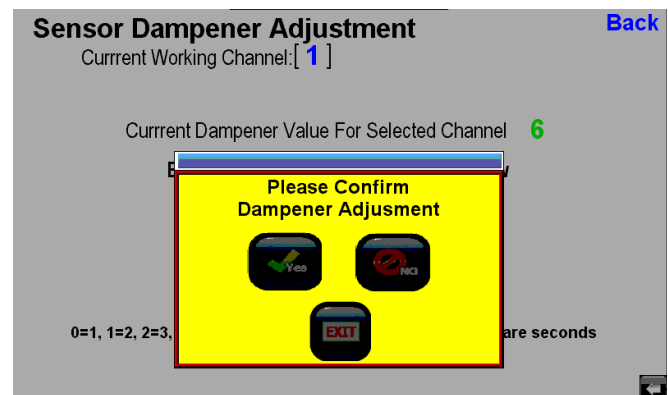 Sensor Dampener Adjustment
Back
Currrent Working Channel:[ 1 ]
Currrent Dampener Value For Selected Channel 6
Please Confirm
Dampener Adjusment
Yes
NO
EXIT
0=1, 1=2, 2=3, are seconds